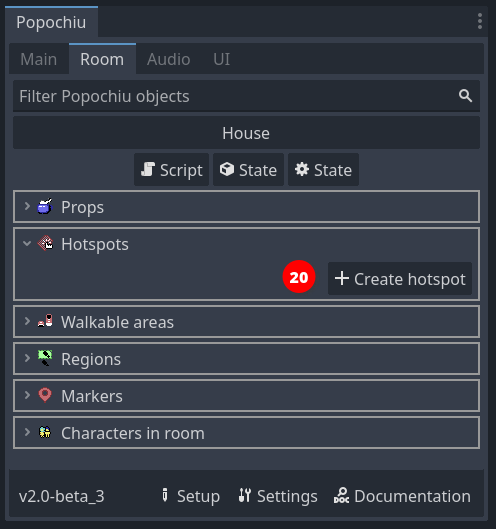 Popochiu
Main Room Audio UI
Filter Popochiu objects
House
Script State State
Props
Hotspots
20 Create hotspot
Walkable areas
Regions
Markers
Characters in room
v2.0-beta_3 Setup Settings Documentation